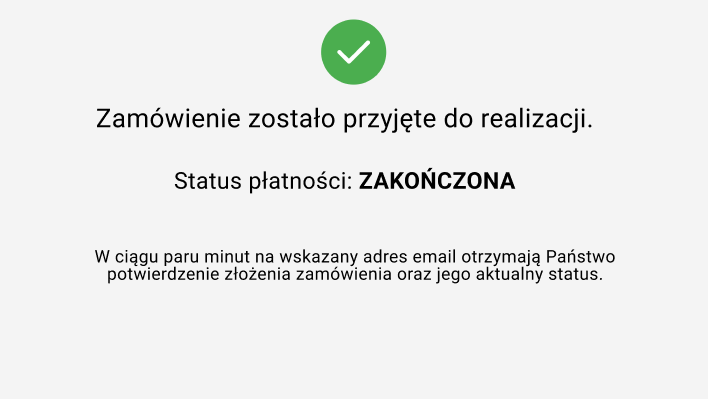 Zamówienie zostało przyjęte do realizacji.
Status płatności: ZAKOŃCZONA
W ciągu paru minut na wskazany adres email otrzymają Państwo
potwierdzenie złożenia zamówienia oraz jego aktualny status.